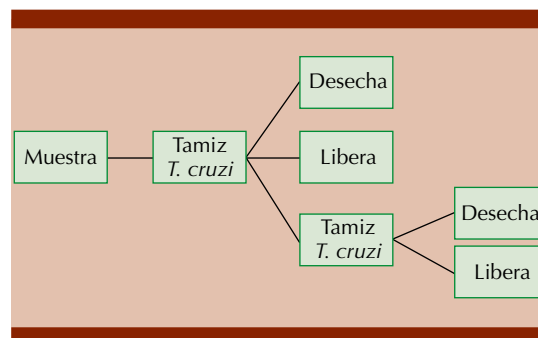 Muestra
Tamiz
T. cruzi
Desecha
Libera
Tamiz
T. cruzi
Desecha
Libera